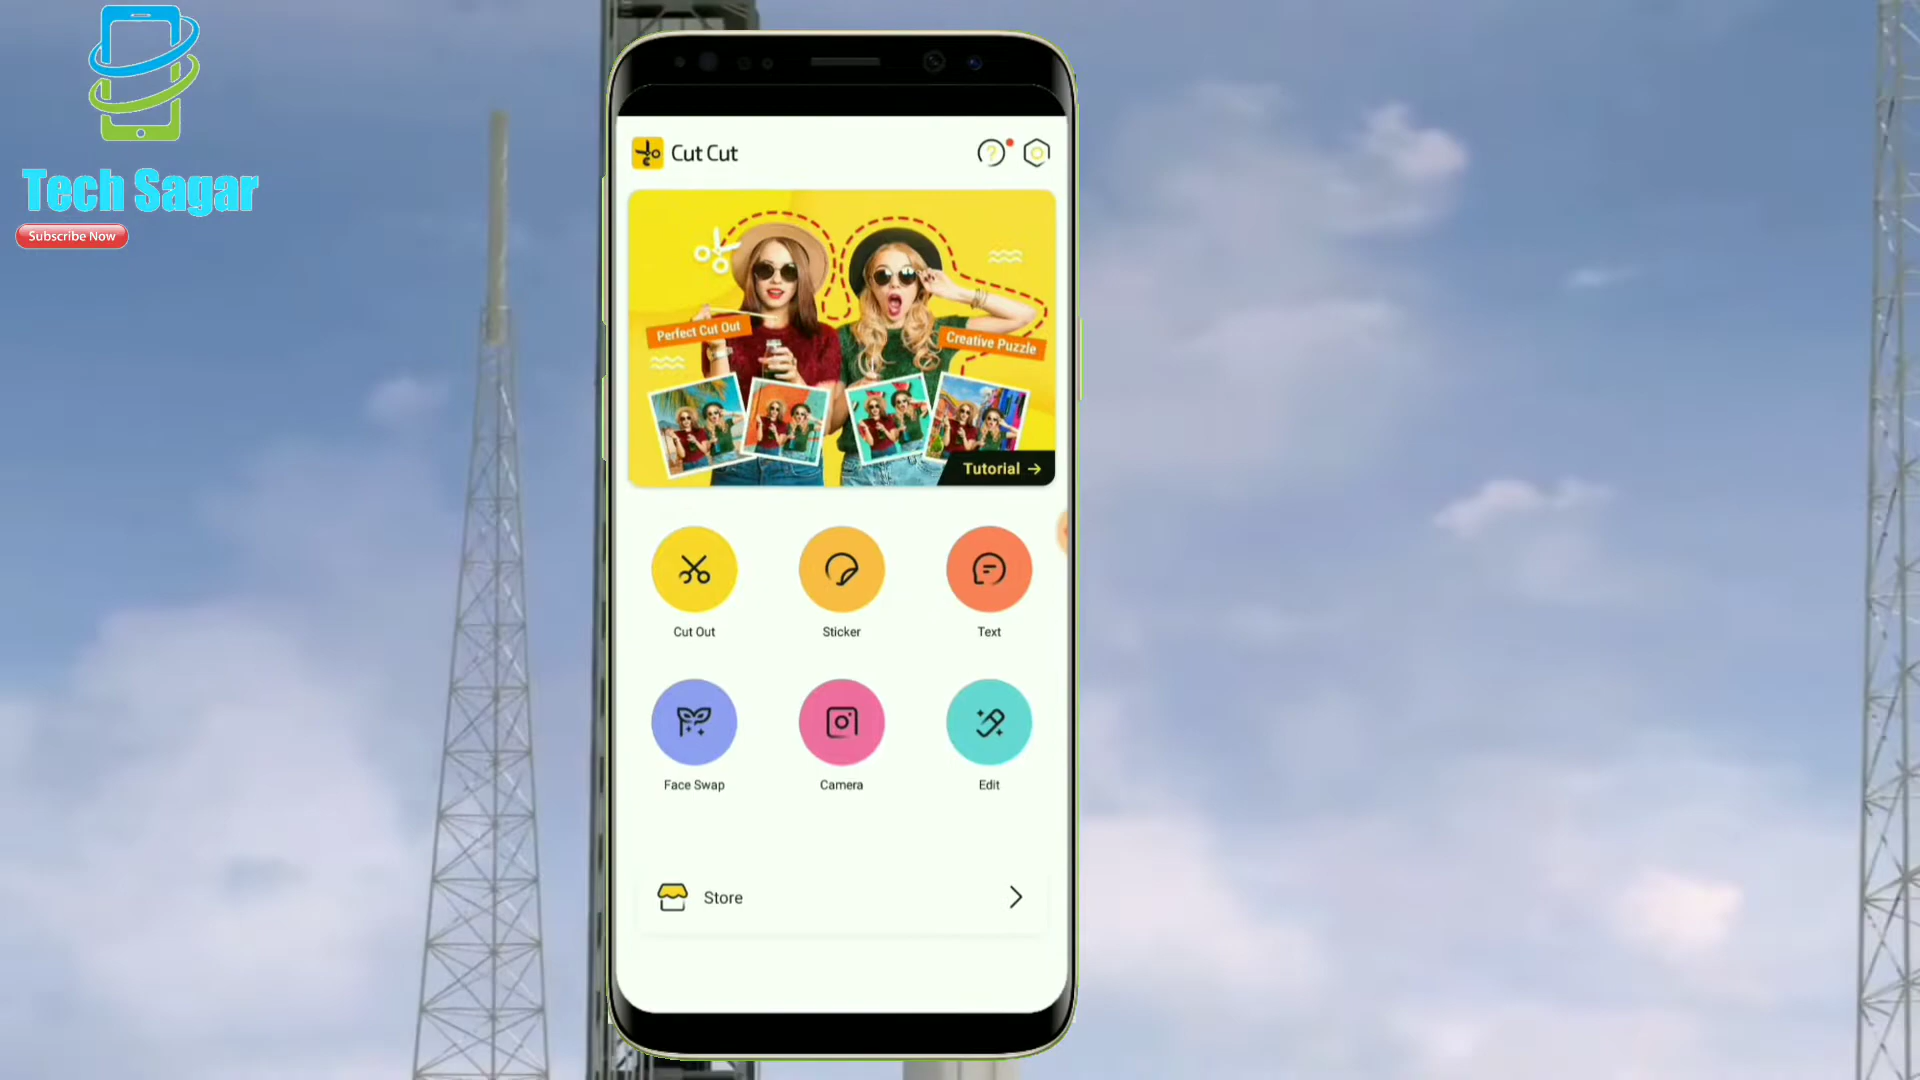 Tech Sagar
Subscribe Now
Cut Cut
Perfect Cut Out
Creative Puzzle
Tutorial
Cut Out
Sticker
Text
Face Swap
Camera
Edit
Store